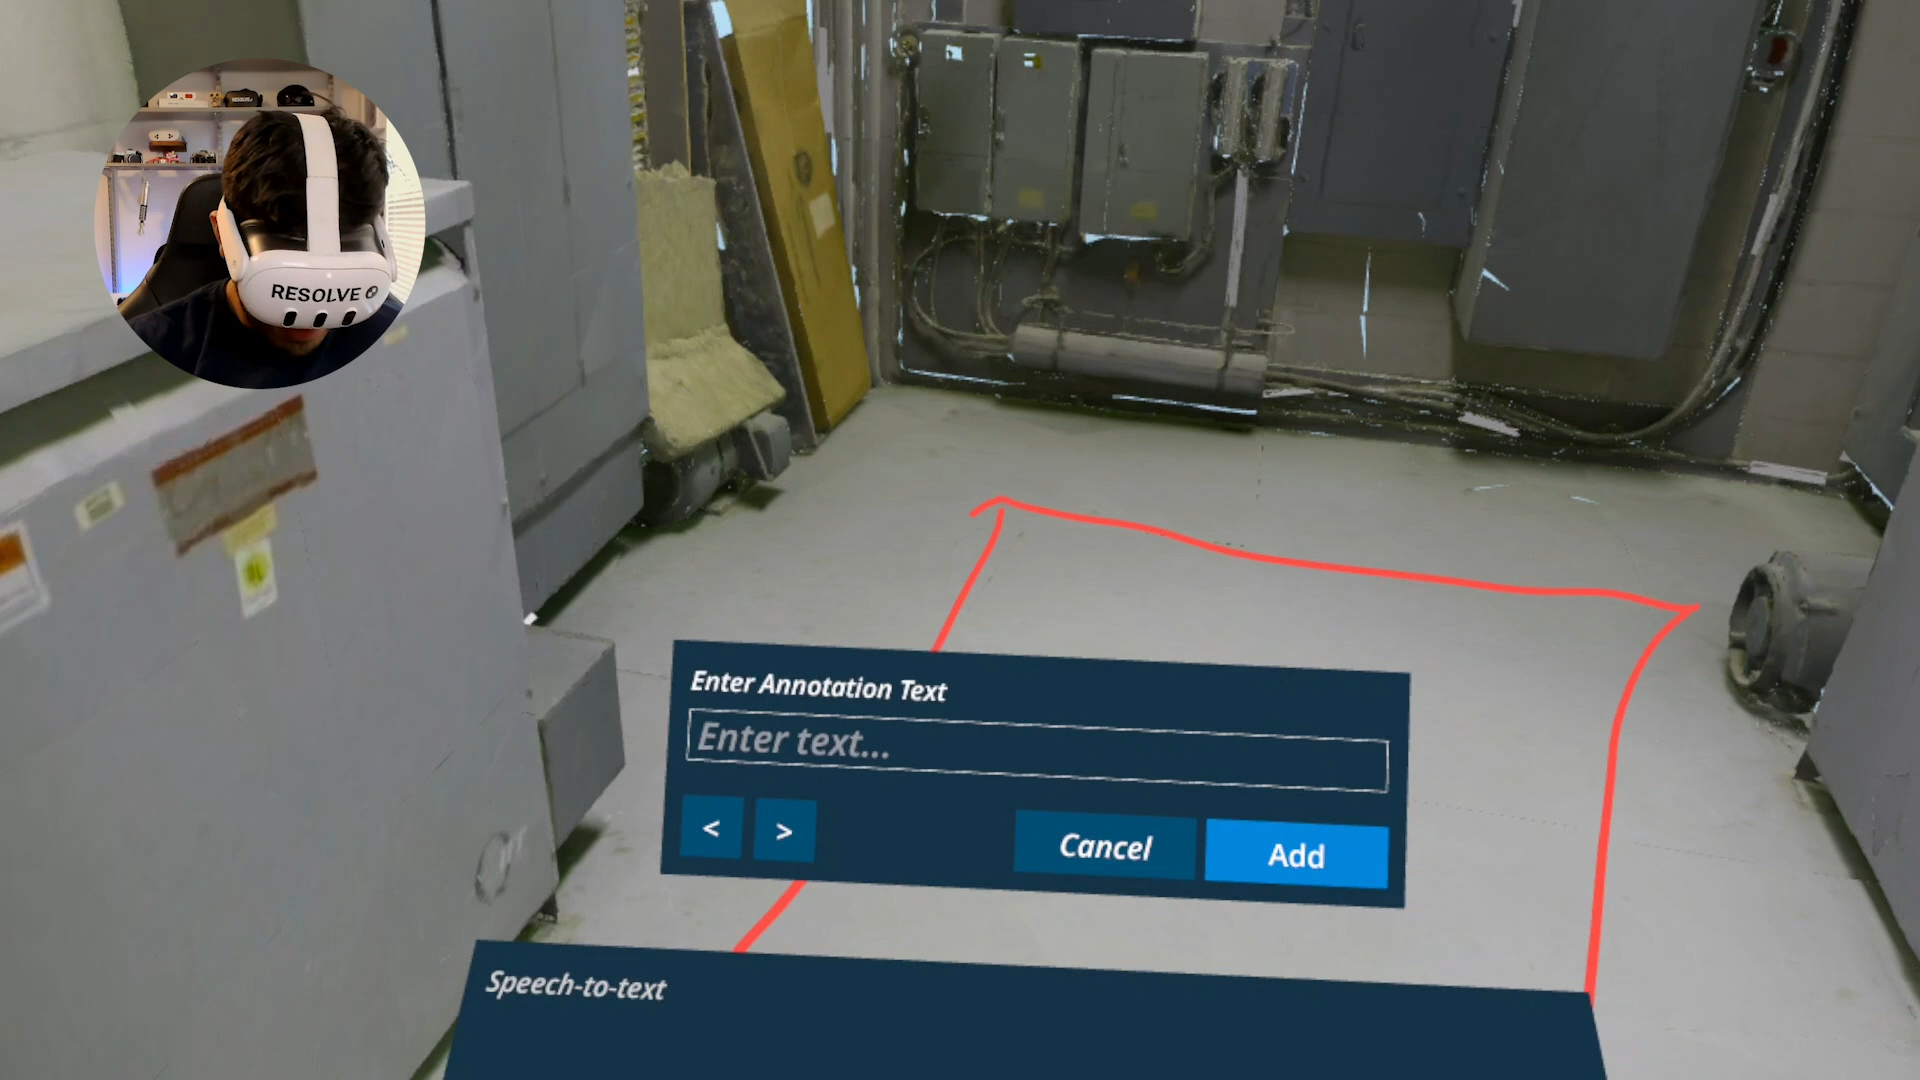 RESOLVE
Enter Annotation Text
Enter text...
<
>
Cancel
Add
Speech-to-text